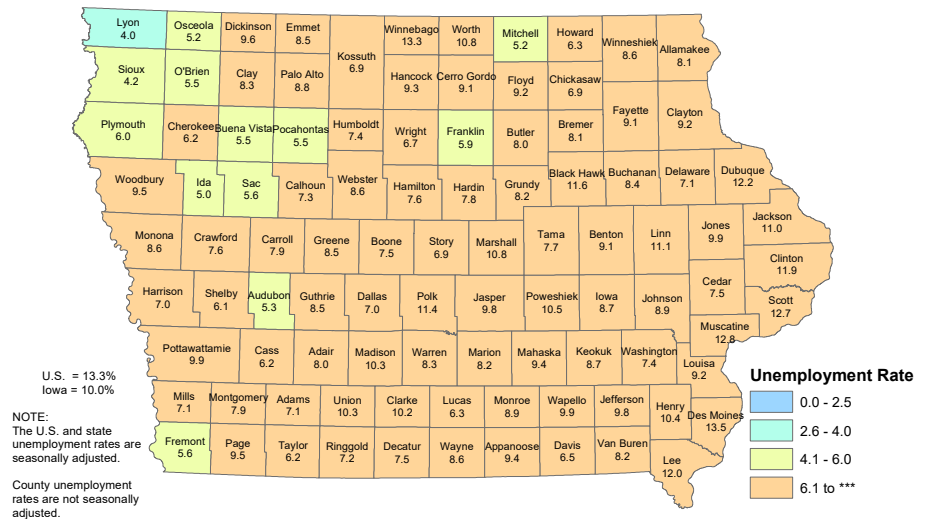 Lyon
4.0
Osceola
5.2
Dickinson
9.6
Emmet
8.5
Kossuth
6.9
Winnebago
13.3
Worth
10.8
Mitchell
5.2
Howard
6.3
Winneshiek
8.6
Allamakee
8.1
Sioux
4.2
O'Brien
5.5
Clay
8.3
Palo Alto
8.8
Hancock
9.3
Cerro Gordo
9.1
Floyd
9.2
Chickasaw
6.9
Fayette
9.1
Clayton
9.2
Plymouth
6.0
Cherokee
6.2
Buena Vista
5.5
Pocahontas
5.5
Humboldt
7.4
Wright
6.7
Franklin
5.9
Butler
8.0
Bremer
8.1
Woodbury
9.5
Ida
5.0
Sac
5.6
Calhoun
7.3
Webster
8.6
Hamilton
7.6
Hardin
7.8
Grundy
8.2
Black Hawk
11.6
Buchanan
8.4
Delaware
7.1
Dubuque
12.2
Monona
8.6
Crawford
7.6
Carroll
7.9
Greene
8.5
Boone
7.5
Story
6.9
Marshall
10.8
Tama
7.7
Benton
9.1
Linn
11.1
Jones
9.9
Jackson
11.0
Clinton
11.9
Harrison
7.0
Shelby
6.1
Audubon
5.3
Guthrie
8.5
Dallas
7.0
Polk
11.4
Jasper
9.8
Poweshiek
10.5
Iowa
8.7
Johnson
8.9
Cedar
7.5
Scott
12.7
Muscatine
12.8
Pottawattamie
9.9
Cass
6.2
Adair
8.0
Madison
10.3
Warren
8.3
Marion
8.2
Mahaska
9.4
Keokuk
8.7
Washington
7.4
Louisa
9.2
Mills
7.1
Montgomery
7.9
Adams
7.1
Union
10.3
Clarke
10.2
Lucas
6.3
Monroe
8.9
Wapello
9.9
Jefferson
9.8
Henry
10.4
Des Moines
13.5
Fremont
5.6
Page
9.5
Taylor
6.2
Ringgold
7.2
Decatur
7.5
Wayne
8.6
Appanoose
9.4
Davis
6.5
Van Buren
8.2
Lee
12.0
U.S. = 13.3%
Iowa = 10.0%
NOTE:
The U.S. and state
unemployment rates are
seasonally adjusted.
County unemployment
rates are not seasonally
adjusted.
Unemployment Rate
0.0 - 2.5
2.6 - 4.0
4.1 - 6.0
6.1 to ***